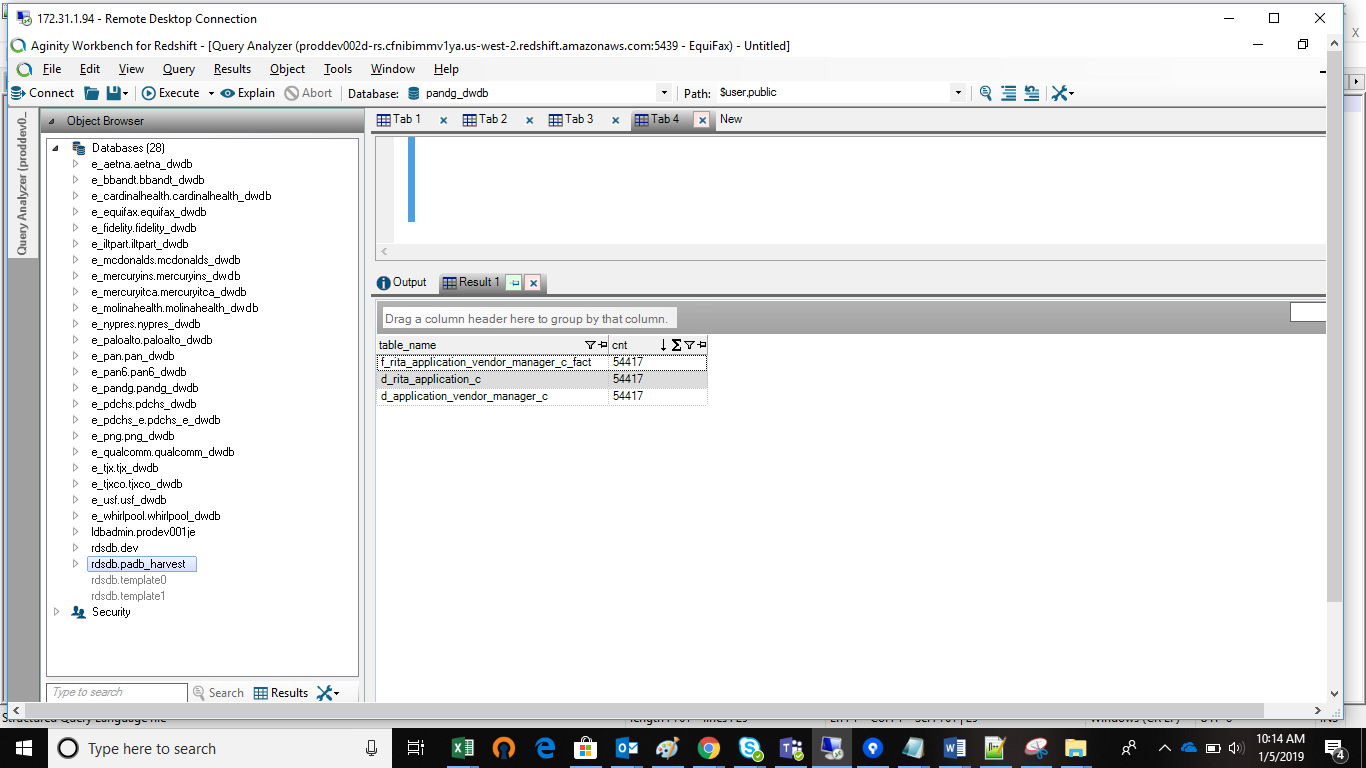 172.31.1.94 - Remote Desktop Connection
Aginity Workbench for Redshift - [Query Analyzer (proddev002d-rs.cfnibimmv1ya.us-west-2.redshift.amazonaws.com:5439 - EquiFax) - Untitled]
File Edit View Query Results Object Tools Window Help
Connect Execute Explain Abort Database: pandg_dwdb Path: $user,public
Query Analyzer (proddev0...
Object Browser
Databases (28)
e_aetna.aetna_dwdb
e_bbandt.bbandt_dwdb
e_cardinalhealth.cardinalhealth_dwdb
e_equifax.equifax_dwdb
e_fidelity.fidelity_dwdb
e_iltpart.iltpart_dwdb
e_mcdonalds.mcdonalds_dwdb
e_mercuryins.mercuryins_dwdb
e_mercuryitca.mercuryitca_dwdb
e_molinahealth.molinahealth_dwdb
e_nypres.nypres_dwdb
e_paloalto.paloalto_dwdb
e_pan.pan_dwdb
e_pan6.pan6_dwdb
e_pandg.pandg_dwdb
e_pdchs.pdchs_dwdb
e_pdchs_e.pdchs_e_dwdb
e_png.png_dwdb
e_qualcomm.qualcomm_dwdb
e_tjx.tjx_dwdb
e_tjxco.tjxco_dwdb
e_usf.usf_dwdb
e_whirlpool.whirlpool_dwdb
ldbadmin.prodev001je
rdsdb.dev
rdsdb.padb_harvest
rdsdb.template0
rdsdb.template1
Security
Type to search Search Results
Tab 1 Tab 2 Tab 3 Tab 4 New
Output Result 1
Drag a column header here to group by that column.
table_name cnt
f_rita_application_vendor_manager_c_fact 54417
d_rita_application_c 54417
d_application_vendor_manager_c 54417
Type here to search
10:14 AM
1/5/2019
4